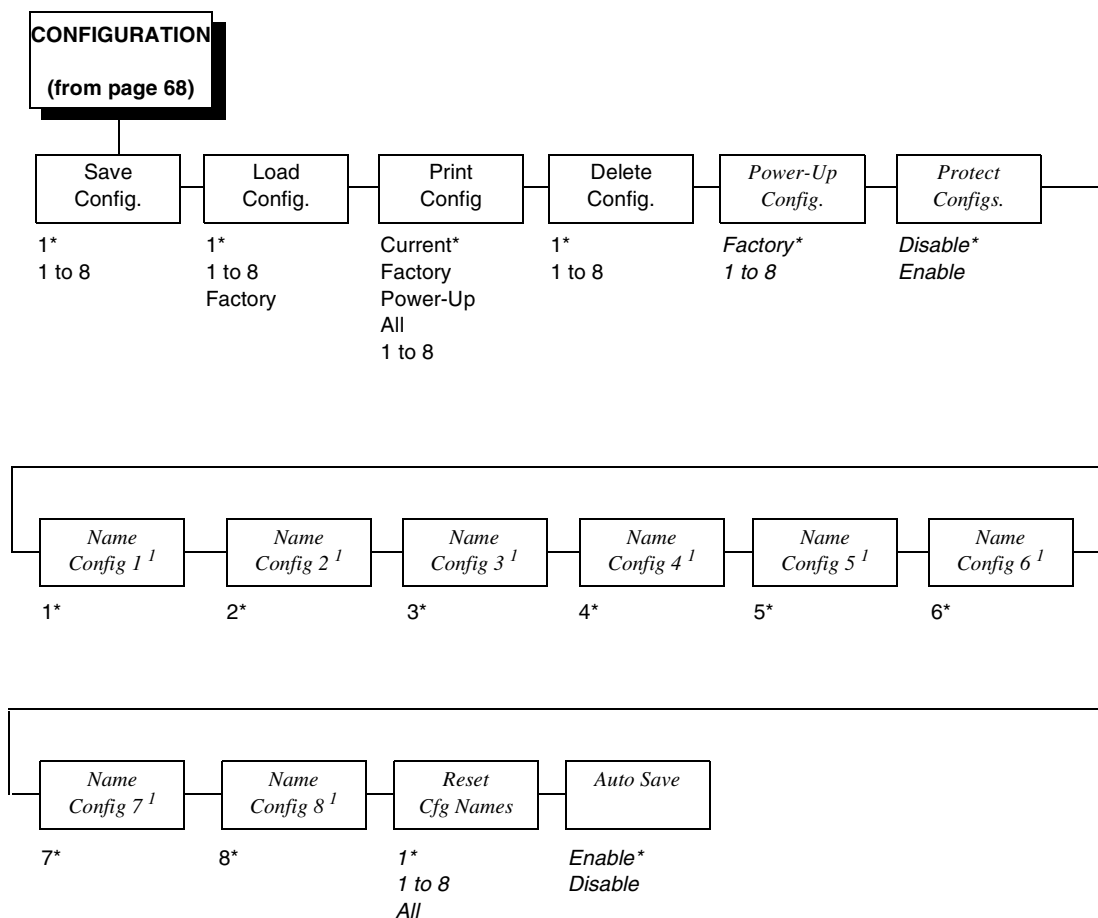 CONFIGURATION
(from page 68)
Save
Config.
1*
1 to 8
Load
Config.
1*
1 to 8
Factory
Print
Config
Current*
Factory
Power-Up
All
1 to 8
Delete
Config.
1*
1 to 8
Power-Up
Config.
Factory*
1 to 8
Protect
Configs.
Disable*
Enable
Name
Config 1 1
1*
Name
Config 2 1
2*
Name
Config 3 1
3*
Name
Config 4 1
4*
Name
Config 5 1
5*
Name
Config 6 1
6*
Name
Config 7 1
7*
Name
Config 8 1
8*
Reset
Cfg Names
1*
1 to 8
All
Auto Save
Enable*
Disable